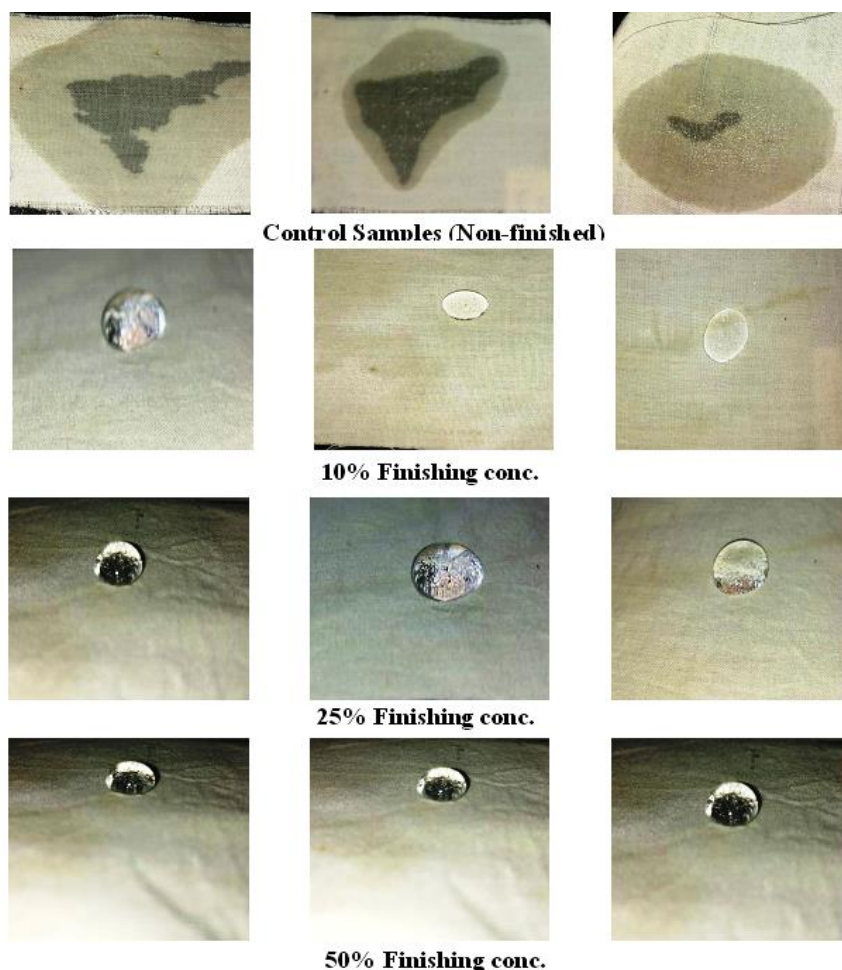 Control Samples (Non-finished)
10% Finishing conc.
25% Finishing conc.
50% Finishing conc.